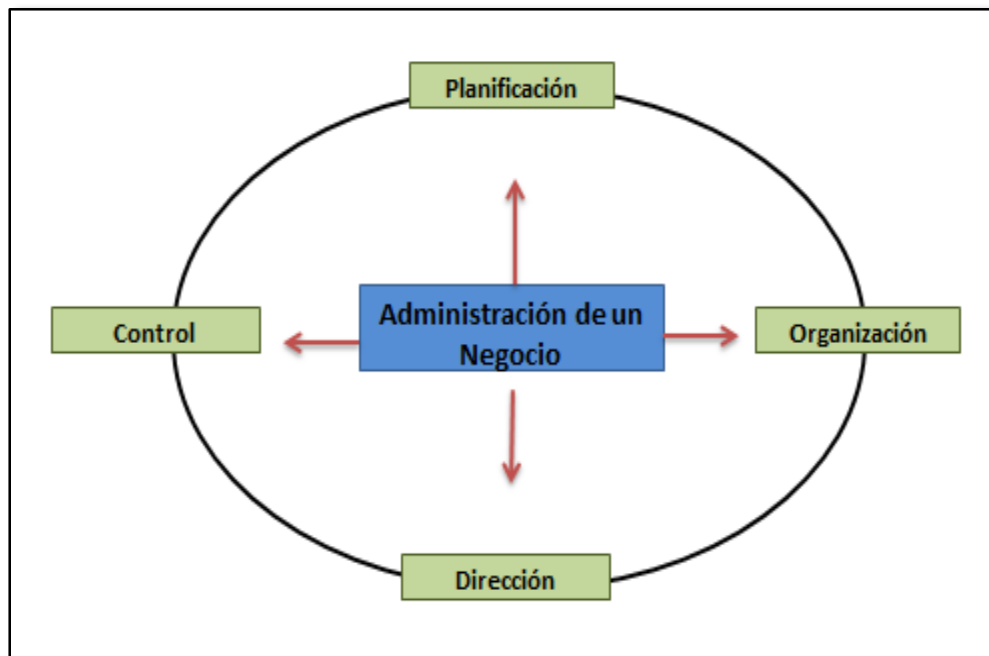 Planificación
Administración de un
Negocio
Control
Organización
Dirección